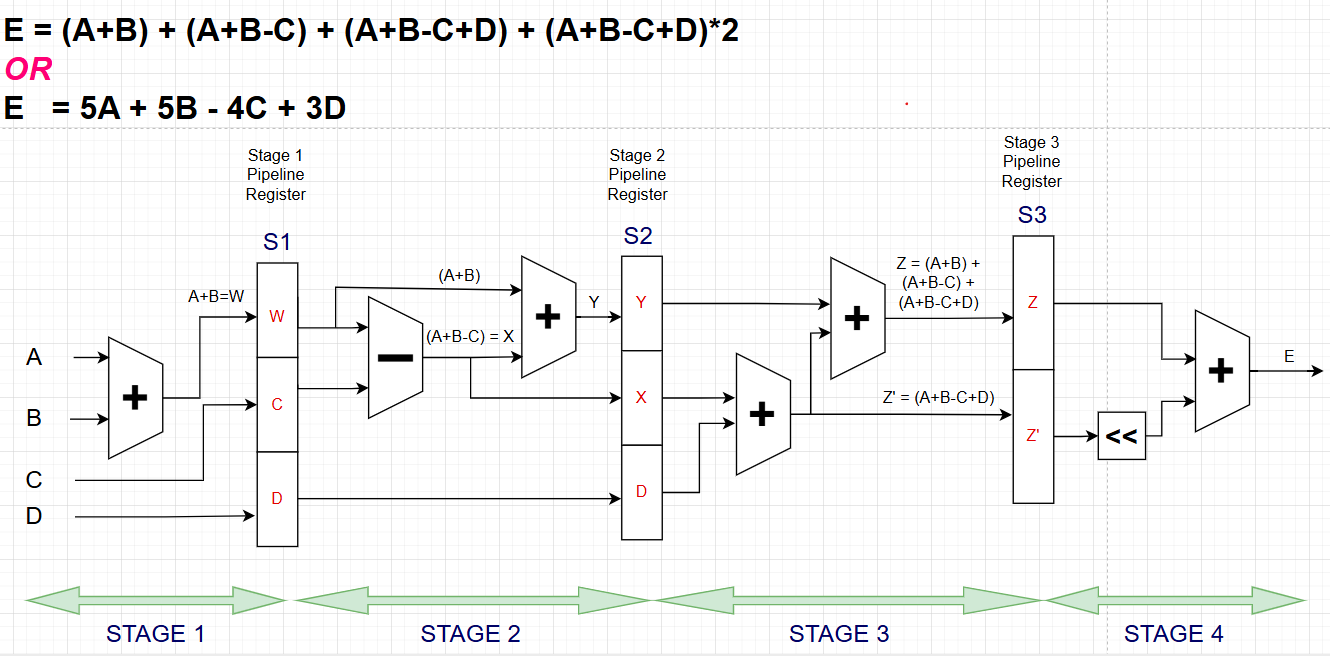 E = (A+B) + (A+B-C) + (A+B-C+D) + (A+B-C+D)*2
OR
E = 5A + 5B - 4C + 3D
Stage 1
Pipeline
Register
Stage 2
Pipeline
Register
Stage 3
Pipeline
Register
S1
S2
S3
A
B
C
D
+
A+B=W
W
C
D
(A+B)
(A+B-C) = X
+
Y
Y
X
D
+
+
Z = (A+B) +
(A+B-C) +
(A+B-C+D)
Z' = (A+B-C+D)
Z
Z'
<<
+
E
STAGE 1
STAGE 2
STAGE 3
STAGE 4